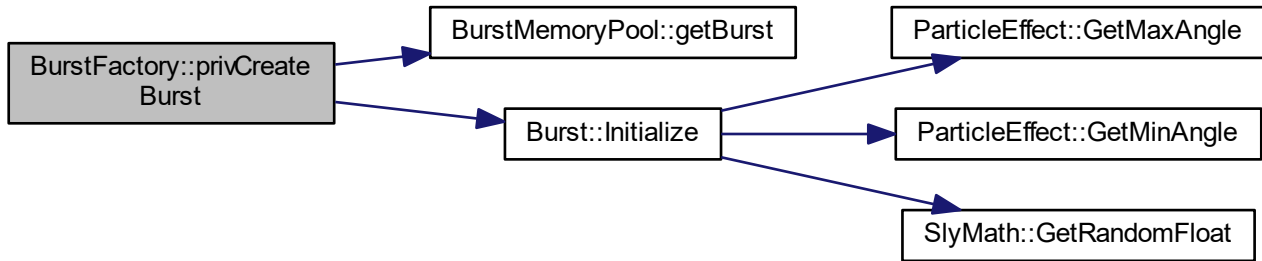 BurstFactory::privCreate
Burst
BurstMemoryPool::getBurst
Burst::Initialize
ParticleEffect::GetMaxAngle
ParticleEffect::GetMinAngle
SlyMath::GetRandomFloat